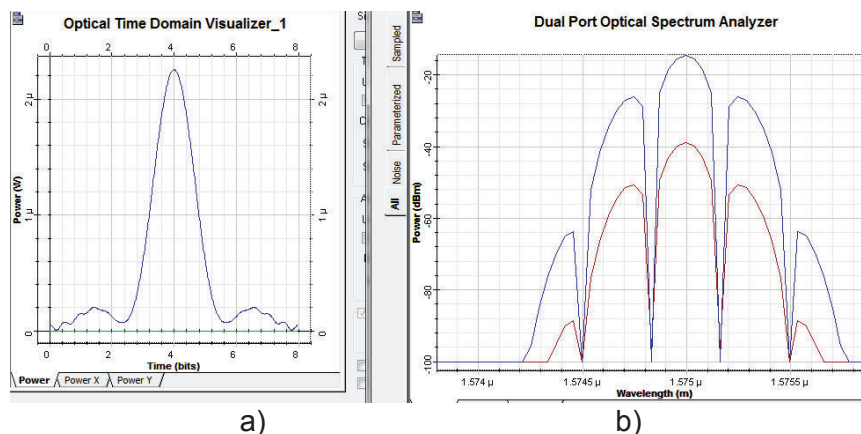 Optical Time Domain Visualizer_1
0 2 4 6 8
Power (W)
2 µ
1 µ
0
2 µ
1 µ
0
0 2 4 6 8
Time (bits)
Power Power X Power Y
Sampled
Parameterized
Noise
All
Dual Port Optical Spectrum Analyzer
Power (dBm)
-20
-40
-60
-80
-100
1.574 µ 1.5745 µ 1.575 µ 1.5755 µ
Wavelength (m)
a) b)